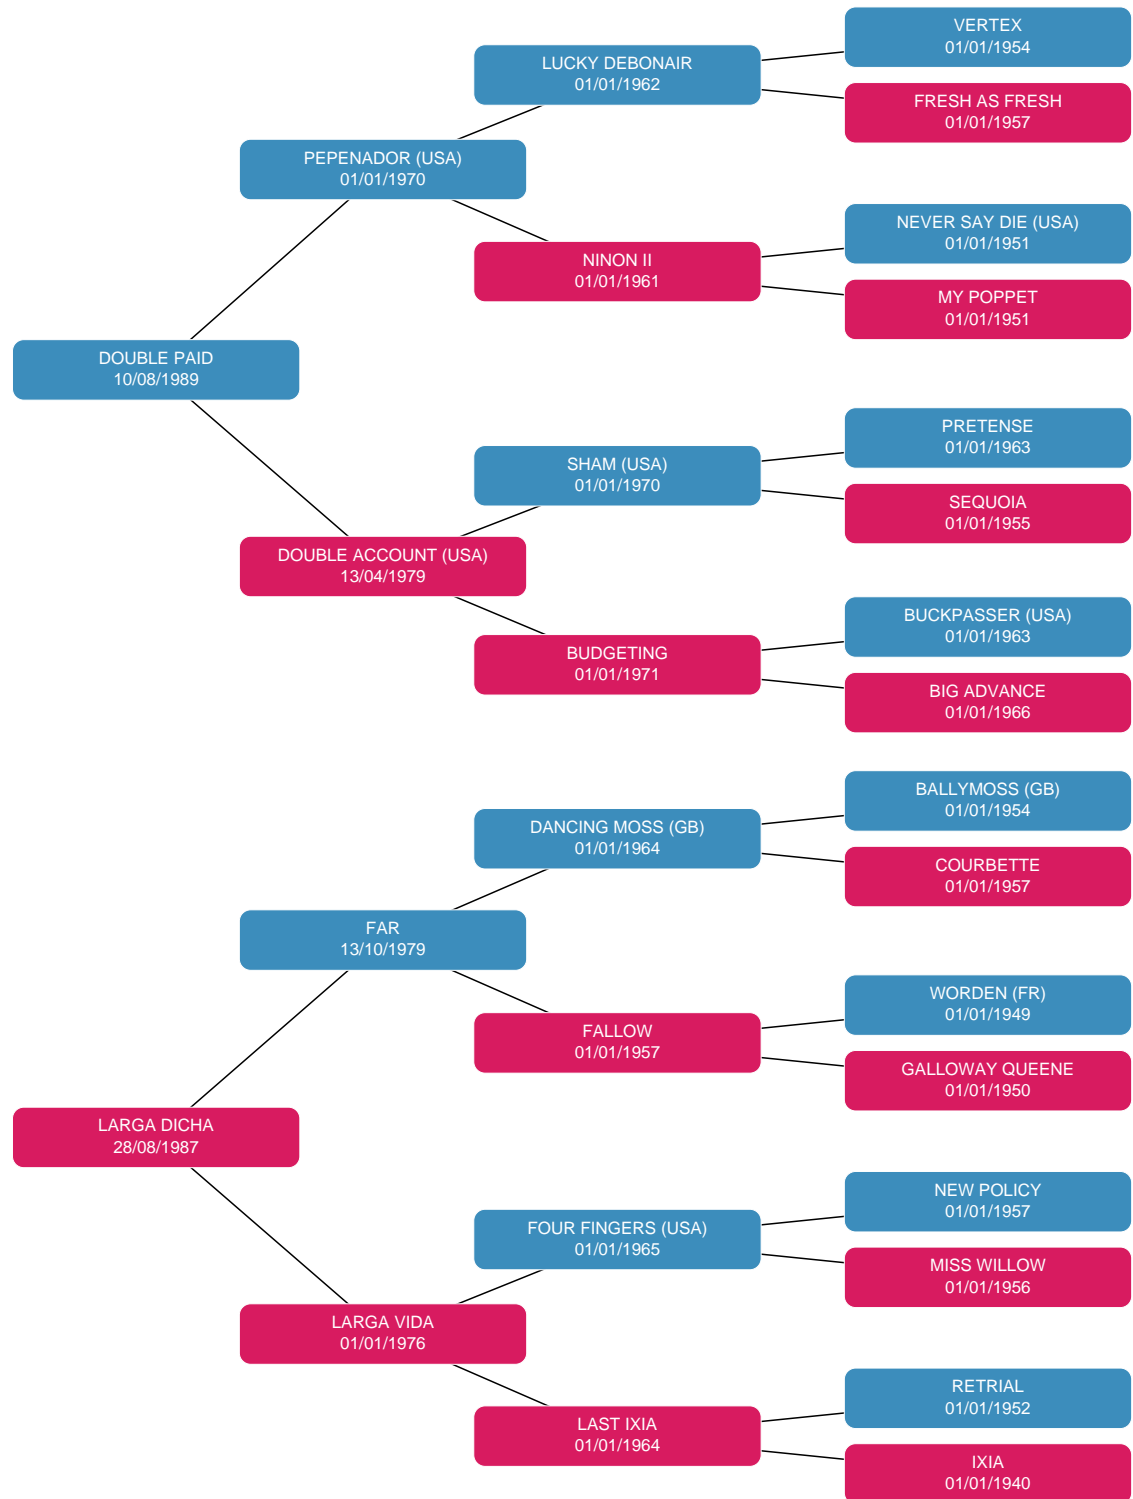 VERTEX
01/01/1954
LUCKY DEBONAIR
01/01/1962
FRESH AS FRESH
01/01/1957
PEPENADOR (USA)
01/01/1970
NEVER SAY DIE (USA)
01/01/1951
NINON II
01/01/1961
MY POPPET
01/01/1951
DOUBLE PAID
10/08/1989
PRETENSE
01/01/1963
SHAM (USA)
01/01/1970
SEQUOIA
01/01/1955
DOUBLE ACCOUNT (USA)
13/04/1979
BUCKPASSER (USA)
01/01/1963
BUDGETING
01/01/1971
BIG ADVANCE
01/01/1966
BALLYMOSS (GB)
01/01/1954
DANCING MOSS (GB)
01/01/1964
COURBETTE
01/01/1957
FAR
13/10/1979
WORDEN (FR)
01/01/1949
FALLOW
01/01/1957
GALLOWAY QUEENE
01/01/1950
LARGA DICHA
28/08/1987
NEW POLICY
01/01/1957
FOUR FINGERS (USA)
01/01/1965
MISS WILLOW
01/01/1956
LARGA VIDA
01/01/1976
RETRIAL
01/01/1952
LAST IXIA
01/01/1964
IXIA
01/01/1940